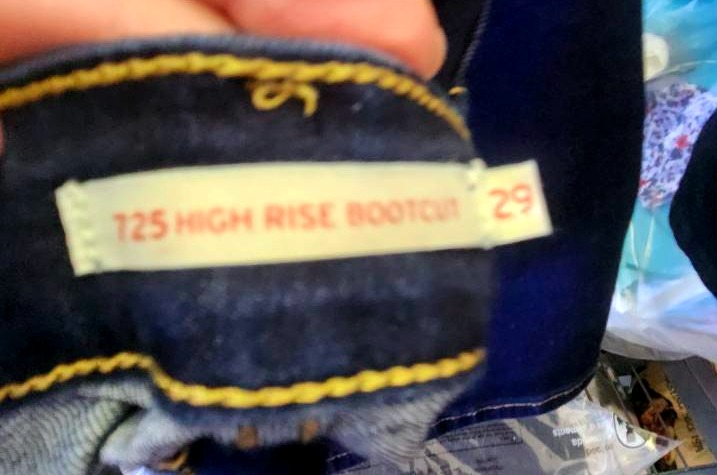 725 HIGH RISE BOOTCUT 29